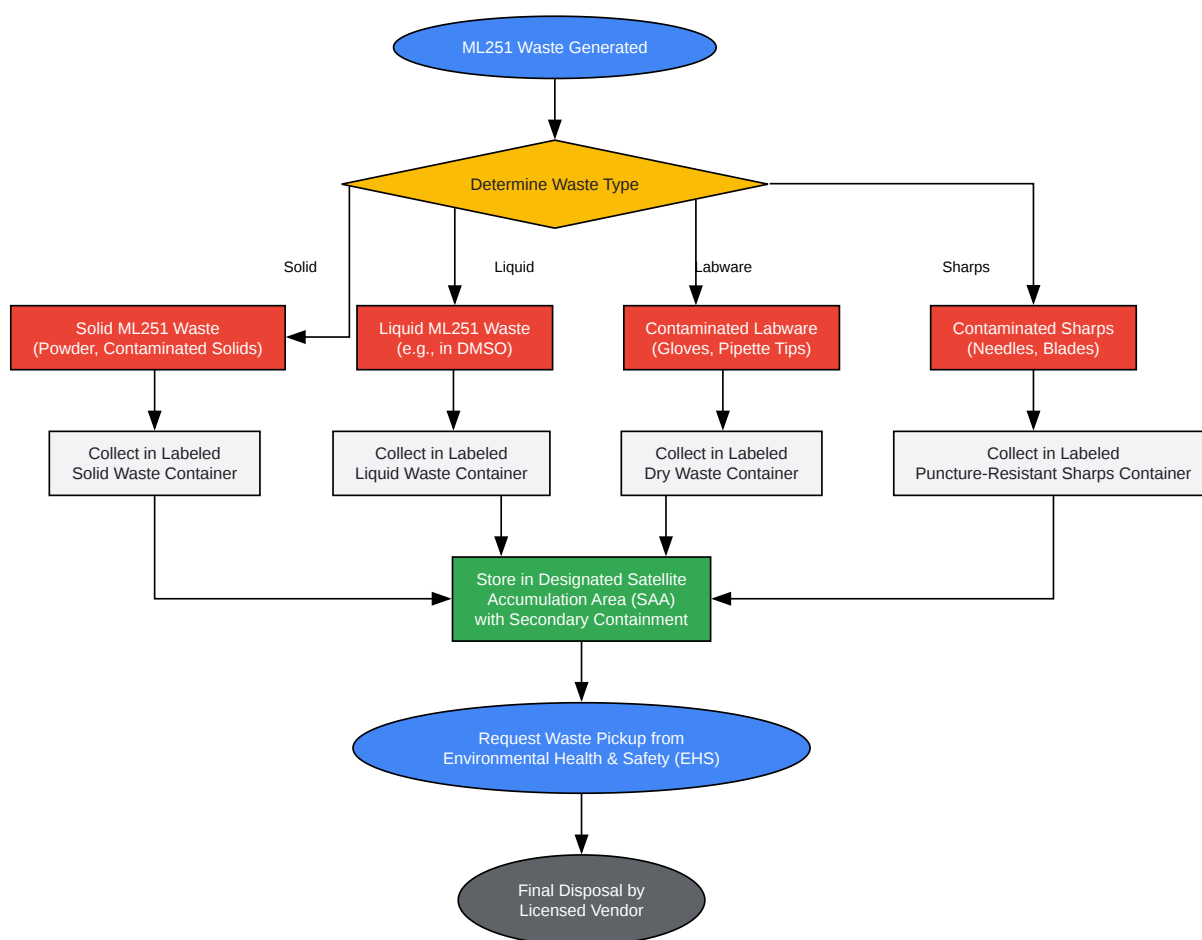 ML251 Waste Generated
Determine Waste Type
Solid
Liquid
Labware
Sharps
Solid ML251 Waste
(Powder, Contaminated Solids)
Liquid ML251 Waste
(e.g., in DMSO)
Contaminated Labware
(Gloves, Pipette Tips)
Contaminated Sharps
(Needles, Blades)
Collect in Labeled
Solid Waste Container
Collect in Labeled
Liquid Waste Container
Collect in Labeled
Dry Waste Container
Collect in Labeled
Puncture-Resistant Sharps Container
Store in Designated Satellite
Accumulation Area (SAA)
with Secondary Containment
Request Waste Pickup from
Environmental Health & Safety (EHS)
Final Disposal by
Licensed Vendor